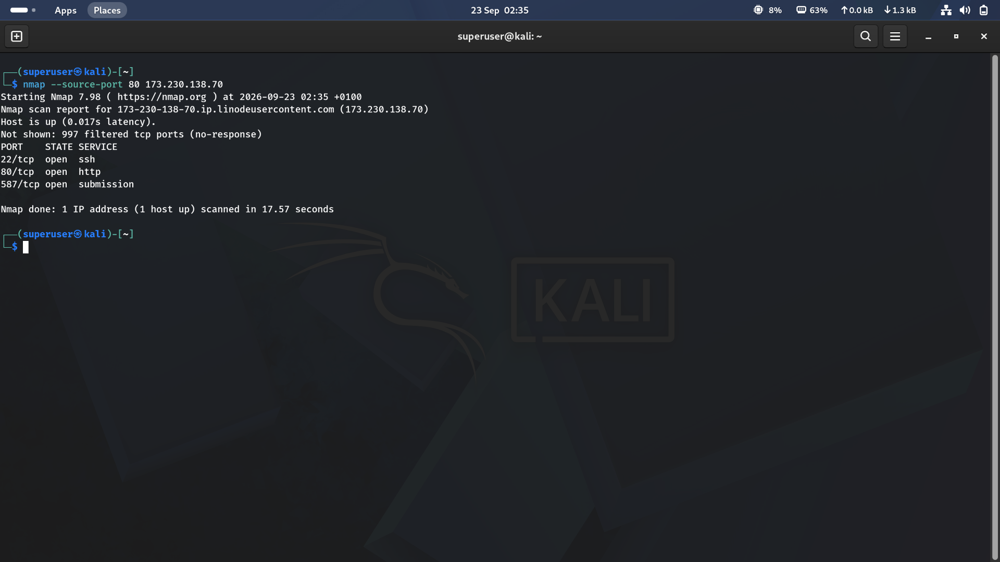 Apps Places 23 Sep 02:35 8% 63% ↑0.0 kB ↓1.3 kB
superuser@kali: ~
┌──(superuser㉿kali)-[~]
└─$ nmap --source-port 80 173.230.138.70
Starting Nmap 7.98 ( https://nmap.org ) at 2026-09-23 02:35 +0100
Nmap scan report for 173-230-138-70.ip.linodeusercontent.com (173.230.138.70)
Host is up (0.017s latency).
Not shown: 997 filtered tcp ports (no-response)
PORT    STATE SERVICE
22/tcp  open  ssh
80/tcp  open  http
587/tcp open  submission
Nmap done: 1 IP address (1 host up) scanned in 17.57 seconds
┌──(superuser㉿kali)-[~]
└─$
KALI